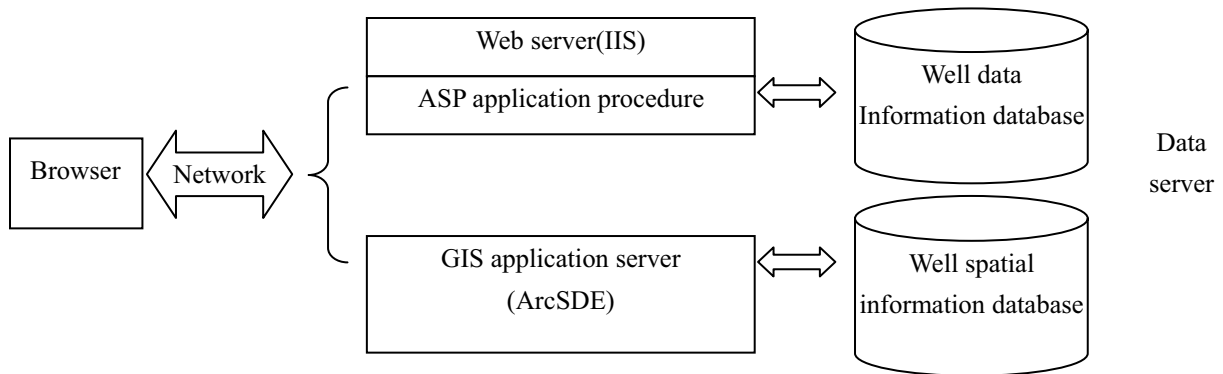 Browser
Network
Web server(IIS)
ASP application procedure
GIS application server
(ArcSDE)
Well data
Information database
Well spatial
information database
Data
server